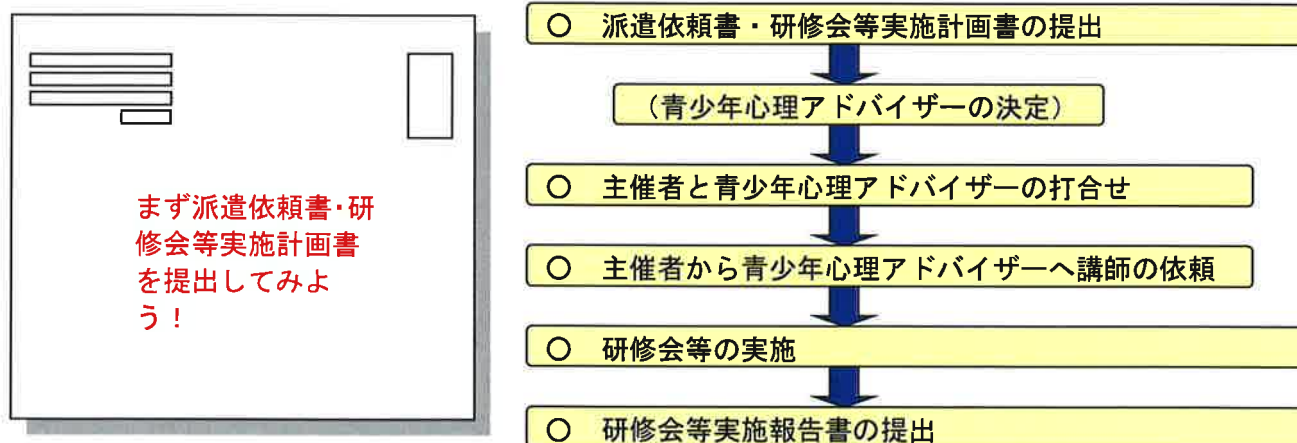 まず派遣依頼書・研
修会等実施計画書
を提出してみよ
う！
○ 派遣依頼書・研修会等実施計画書の提出
（青少年心理アドバイザーの決定）
○ 主催者と青少年心理アドバイザーの打合せ
○ 主催者から青少年心理アドバイザーへ講師の依頼
○ 研修会等の実施
○ 研修会等実施報告書の提出